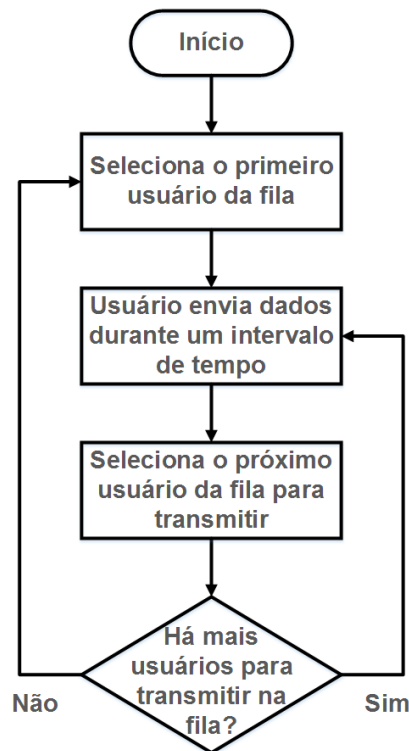 Início
Seleciona o primeiro
usuário da fila
Usuário envia dados
durante um intervalo
de tempo
Seleciona o próximo
usuário da fila para
transmitir
Há mais
usuários para
transmitir na
fila?
Não
Sim